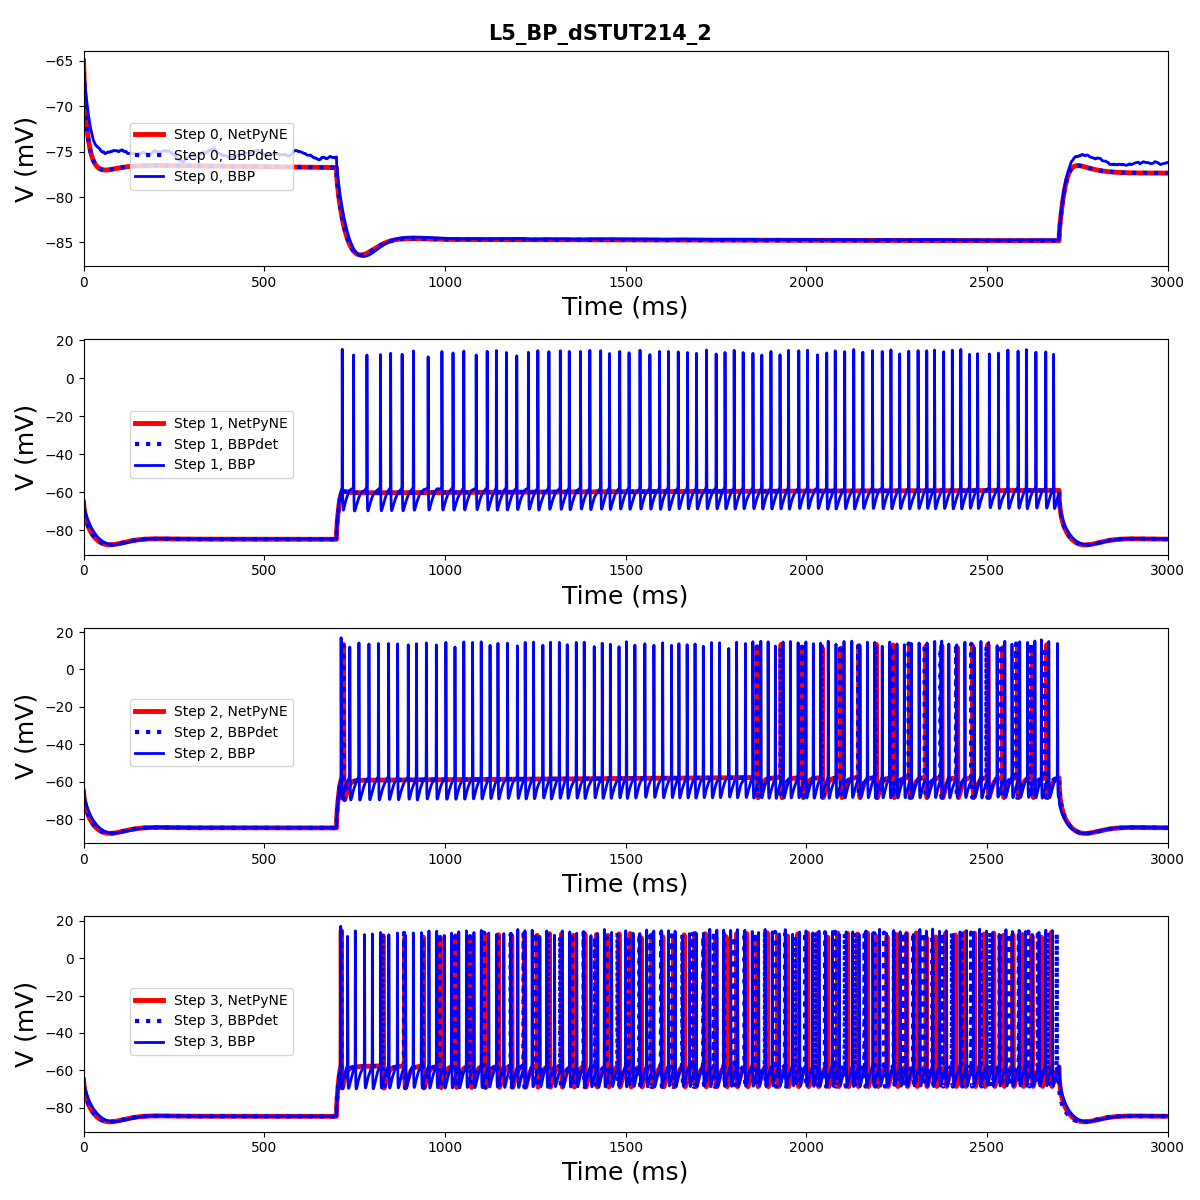 L5_BP_dSTUT214_2
−65
−70
−75
−80
−85
V (mV)
Step 0, NetPyNE
Step 0, BBPdet
Step 0, BBP
0 500 1000 1500 2000 2500 3000
Time (ms)
20
0
−20
−40
−60
−80
V (mV)
Step 1, NetPyNE
Step 1, BBPdet
Step 1, BBP
0 500 1000 1500 2000 2500 3000
Time (ms)
20
0
−20
−40
−60
−80
V (mV)
Step 2, NetPyNE
Step 2, BBPdet
Step 2, BBP
0 500 1000 1500 2000 2500 3000
Time (ms)
20
0
−20
−40
−60
−80
V (mV)
Step 3, NetPyNE
Step 3, BBPdet
Step 3, BBP
0 500 1000 1500 2000 2500 3000
Time (ms)